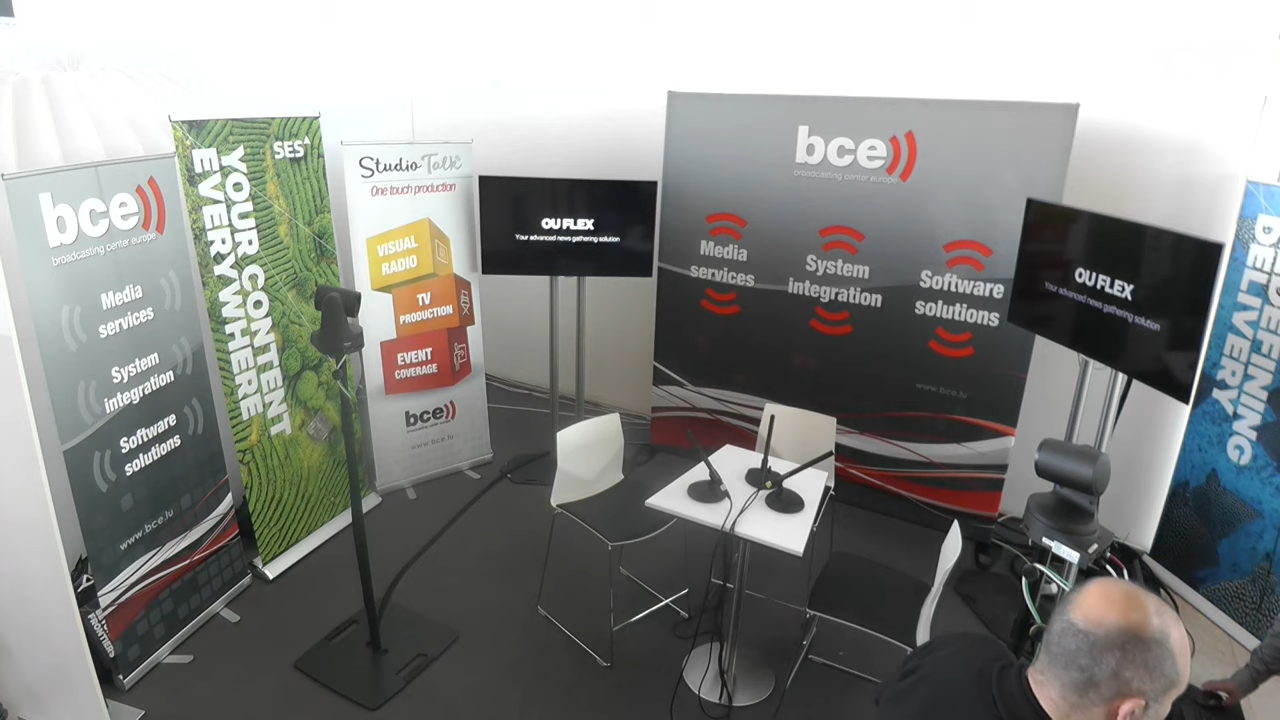 bce
broadcasting center europe
Media
services
System
integration
Software
solutions
www.bce.lu
SES
YOUR CONTENT
EVERYWHERE
Studio Talk
One touch production
VISUAL
RADIO
TV
PRODUCTION
EVENT
COVERAGE
bce
www.bce.lu
OU FLEX
Your advanced news gathering solution
bce
broadcasting center europe
Media
services
System
integration
Software
solutions
www.bce.lu
OU FLEX
Your advanced news gathering solution
DELIVERY
FRONTIERS